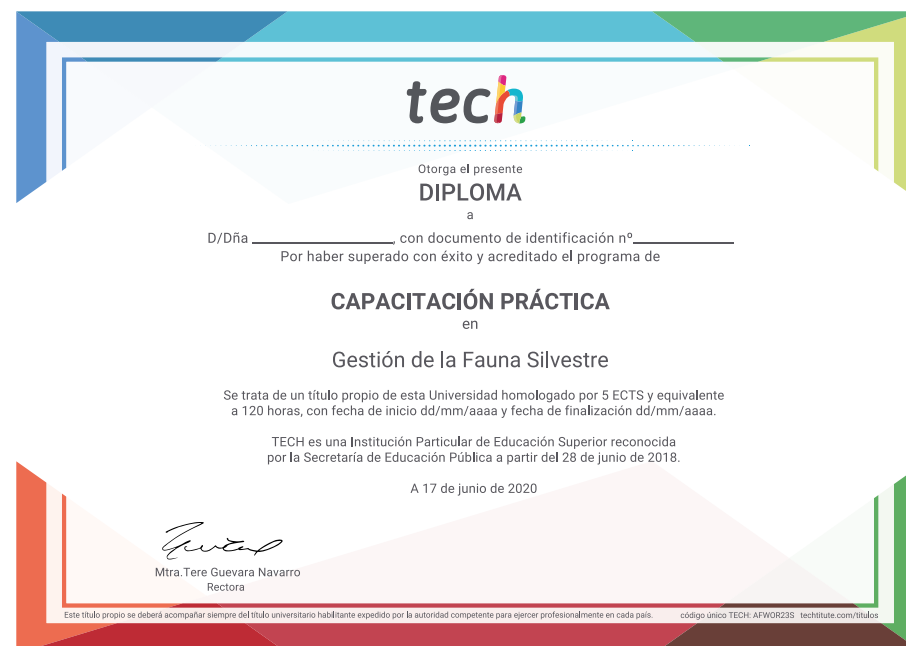 tech
Otorga el presente
DIPLOMA
a
D/Dña ____________________, con documento de identificación nº______________
Por haber superado con éxito y acreditado el programa de
CAPACITACIÓN PRÁCTICA
en
Gestión de la Fauna Silvestre
Se trata de un título propio de esta Universidad homologado por 5 ECTS y equivalente
a 120 horas, con fecha de inicio dd/mm/aaaa y fecha de finalización dd/mm/aaaa.
TECH es una Institución Particular de Educación Superior reconocida
por la Secretaría de Educación Pública a partir del 28 de junio de 2018.
A 17 de junio de 2020
Mtra.Tere Guevara Navarro
Rectora
Este título propio se deberá acompañar siempre del título universitario habilitante expedido por la autoridad competente para ejercer profesionalmente en cada país. código único TECH: AFWOR23S techtitute.com/titulos